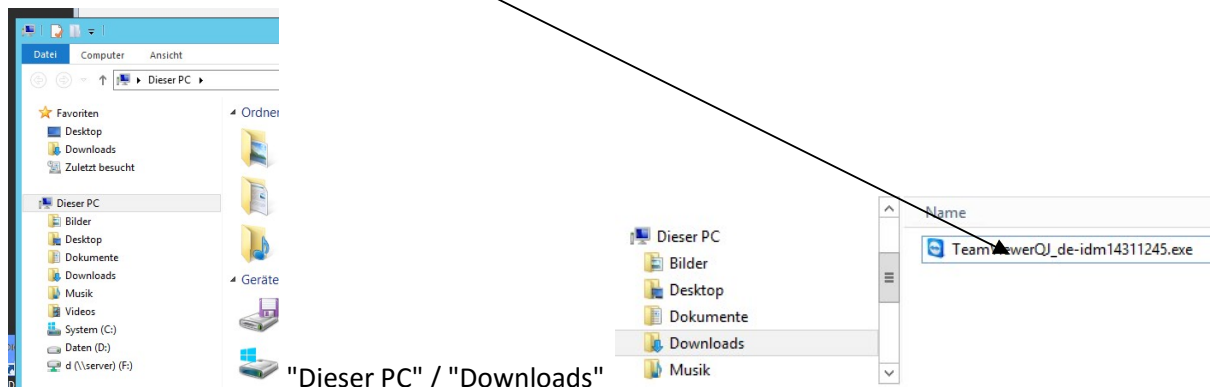 Datei Computer Ansicht
Dieser PC
Favoriten
Desktop
Downloads
Zuletzt besucht
Dieser PC
Bilder
Desktop
Dokumente
Downloads
Musik
Videos
System (C:)
Daten (D:)
d (\\server) (F:)
Ordner
Geräte
"Dieser PC" / "Downloads"
Dieser PC
Bilder
Desktop
Dokumente
Downloads
Musik
Name
TeamViewerQJ_de-idm14311245.exe